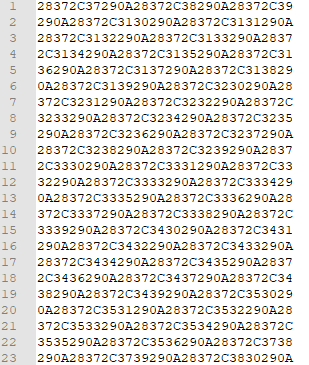 1 28372C37290A28372C38290A28372C39
2 290A28372C3130290A28372C3131290A
3 28372C3132290A28372C3133290A2837
4 2C3134290A28372C3135290A28372C31
5 36290A28372C3137290A28372C313829
6 0A28372C3139290A28372C3230290A28
7 372C3231290A28372C3232290A28372C
8 3233290A28372C3234290A28372C3235
9 290A28372C3236290A28372C3237290A
10 28372C3238290A28372C3239290A2837
11 2C3330290A28372C3331290A28372C33
12 32290A28372C3333290A28372C333429
13 0A28372C3335290A28372C3336290A28
14 372C3337290A28372C3338290A28372C
15 3339290A28372C3430290A28372C3431
16 290A28372C3432290A28372C3433290A
17 28372C3434290A28372C3435290A2837
18 2C3436290A28372C3437290A28372C34
19 38290A28372C3439290A28372C353029
20 0A28372C3531290A28372C3532290A28
21 372C3533290A28372C3534290A28372C
22 3535290A28372C3536290A28372C3738
23 290A28372C3739290A28372C3830290A